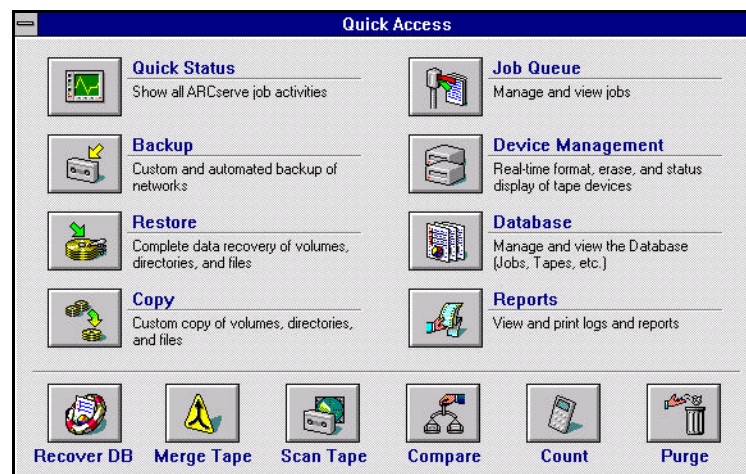 Quick Access
Quick Status
Show all ARCserve job activities
Job Queue
Manage and view jobs
Backup
Custom and automated backup of
networks
Device Management
Real-time format, erase, and status
display of tape devices
Restore
Complete data recovery of volumes,
directories, and files
Database
Manage and view the Database
(Jobs, Tapes, etc.)
Copy
Custom copy of volumes, directories,
and files
Reports
View and print logs and reports
Recover DB
Merge Tape
Scan Tape
Compare
Count
Purge